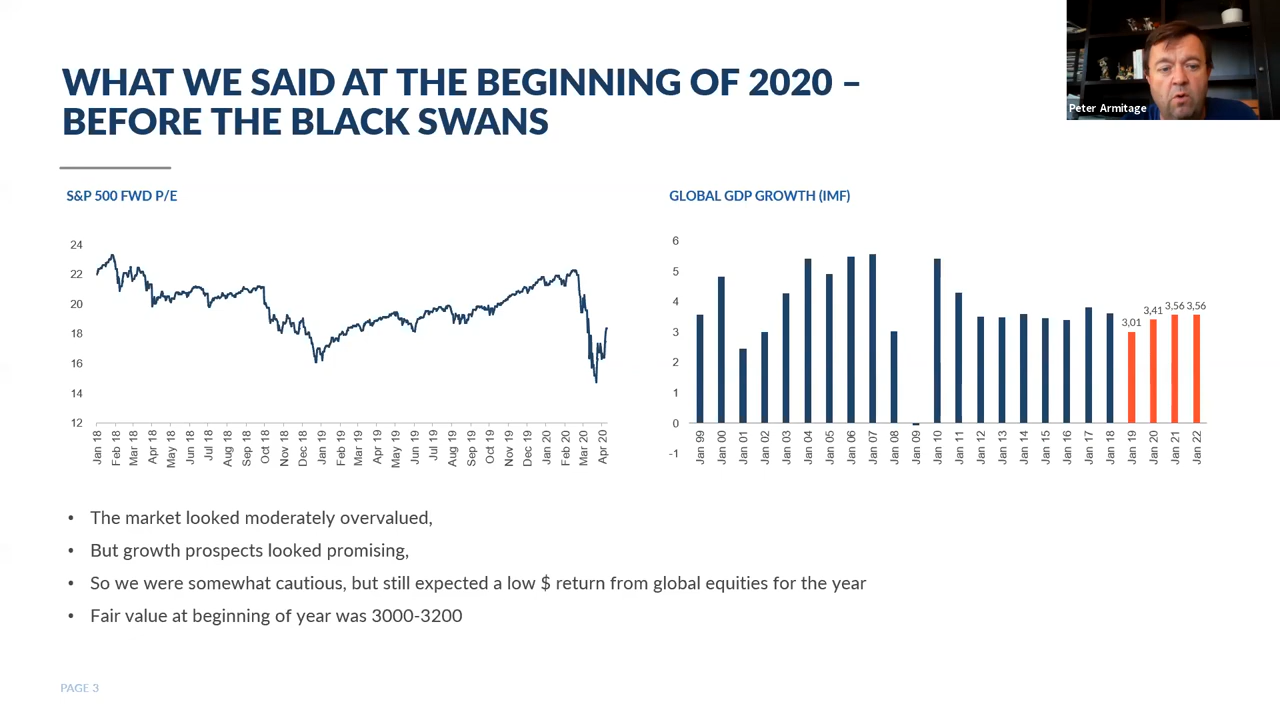 WHAT WE SAID AT THE BEGINNING OF 2020 –
BEFORE THE BLACK SWANS
Peter Armitage
S&P 500 FWD P/E
24
22
20
18
16
14
12
Jan 18
Feb 18
Mar 18
Apr 18
May 18
Jun 18
Jul 18
Aug 18
Sep 18
Oct 18
Nov 18
Dec 18
Jan 19
Feb 19
Mar 19
Apr 19
May 19
Jun 19
Jul 19
Aug 19
Sep 19
Oct 19
Nov 19
Dec 19
Jan 20
Feb 20
Mar 20
Apr 20
GLOBAL GDP GROWTH (IMF)
6
5
4
3
2
1
0
-1
3,01
3,41
3,56
3,56
Jan 99
Jan 00
Jan 01
Jan 02
Jan 03
Jan 04
Jan 05
Jan 06
Jan 07
Jan 08
Jan 09
Jan 10
Jan 11
Jan 12
Jan 13
Jan 14
Jan 15
Jan 16
Jan 17
Jan 18
Jan 19
Jan 20
Jan 21
Jan 22
• The market looked moderately overvalued,
• But growth prospects looked promising,
• So we were somewhat cautious, but still expected a low $ return from global equities for the year
• Fair value at beginning of year was 3000-3200
PAGE 3